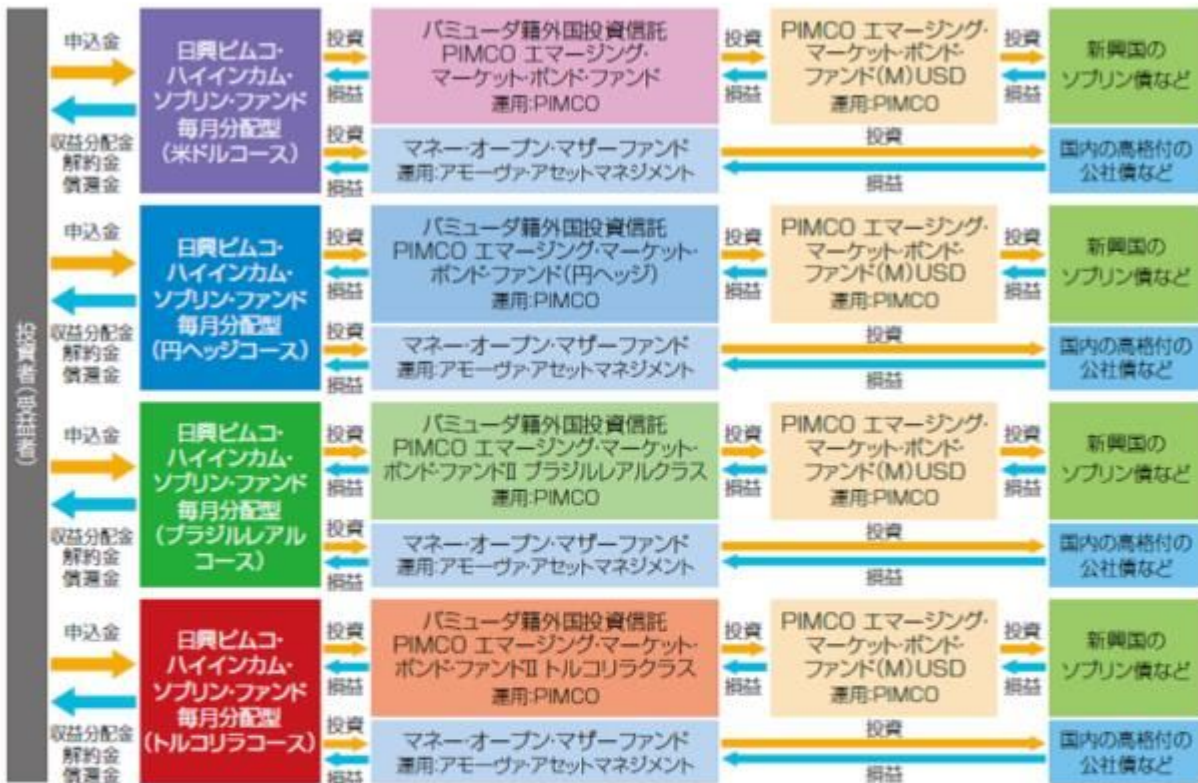 投資者(受益者)
申込金
収益分配金
解約金
償還金
日興ピムコ・
ハイインカム・
ソブリン・ファンド
毎月分配型
(米ドルコース)
投資
損益
バミューダ籍外国投資信託
PIMCO エマージング・
マーケット・ボンド・ファンド
運用:PIMCO
投資
損益
PIMCO エマージング・
マーケット・ボンド・
ファンド(M)USD
運用:PIMCO
投資
損益
新興国の
ソブリン債など
投資
損益
マネー・オープン・マザーファンド
運用:アモーヴァ・アセットマネジメント
投資
損益
国内の高格付の
公社債など
申込金
収益分配金
解約金
償還金
日興ピムコ・
ハイインカム・
ソブリン・ファンド
毎月分配型
(円ヘッジコース)
投資
損益
バミューダ籍外国投資信託
PIMCO エマージング・マーケット・
ボンド・ファンド(円ヘッジ)
運用:PIMCO
投資
損益
PIMCO エマージング・
マーケット・ボンド・
ファンド(M)USD
運用:PIMCO
投資
損益
新興国の
ソブリン債など
投資
損益
マネー・オープン・マザーファンド
運用:アモーヴァ・アセットマネジメント
投資
損益
国内の高格付の
公社債など
申込金
収益分配金
解約金
償還金
日興ピムコ・
ハイインカム・
ソブリン・ファンド
毎月分配型
(ブラジルレアル
コース)
投資
損益
バミューダ籍外国投資信託
PIMCO エマージング・マーケット・
ボンド・ファンドII ブラジルレアルクラス
運用:PIMCO
投資
損益
PIMCO エマージング・
マーケット・ボンド・
ファンド(M)USD
運用:PIMCO
投資
損益
新興国の
ソブリン債など
投資
損益
マネー・オープン・マザーファンド
運用:アモーヴァ・アセットマネジメント
投資
損益
国内の高格付の
公社債など
申込金
収益分配金
解約金
償還金
日興ピムコ・
ハイインカム・
ソブリン・ファンド
毎月分配型
(トルコリラコース)
投資
損益
バミューダ籍外国投資信託
PIMCO エマージング・マーケット・
ボンド・ファンドII トルコリラクラス
運用:PIMCO
投資
損益
PIMCO エマージング・
マーケット・ボンド・
ファンド(M)USD
運用:PIMCO
投資
損益
新興国の
ソブリン債など
投資
損益
マネー・オープン・マザーファンド
運用:アモーヴァ・アセットマネジメント
投資
損益
国内の高格付の
公社債など